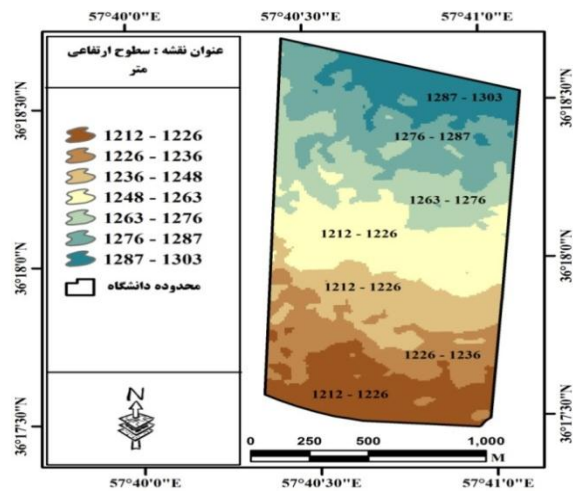 57°40'0"E
57°40'30"E
57°41'0"E
عنوان نقشه : سطوح ارتفاعی
متر
1212 - 1226
1226 - 1236
1236 - 1248
1248 - 1263
1263 - 1276
1276 - 1287
1287 - 1303
محدوده دانشگاه
N
36°18'30"N
36°18'0"N
36°17'30"N
1287 - 1303
1276 - 1287
1263 - 1276
1212 - 1226
1212 - 1226
1226 - 1236
1212 - 1226
0 250 500 1,000
M
36°18'30"N
36°18'0"N
36°17'30"N
57°40'0"E
57°40'30"E
57°41'0"E